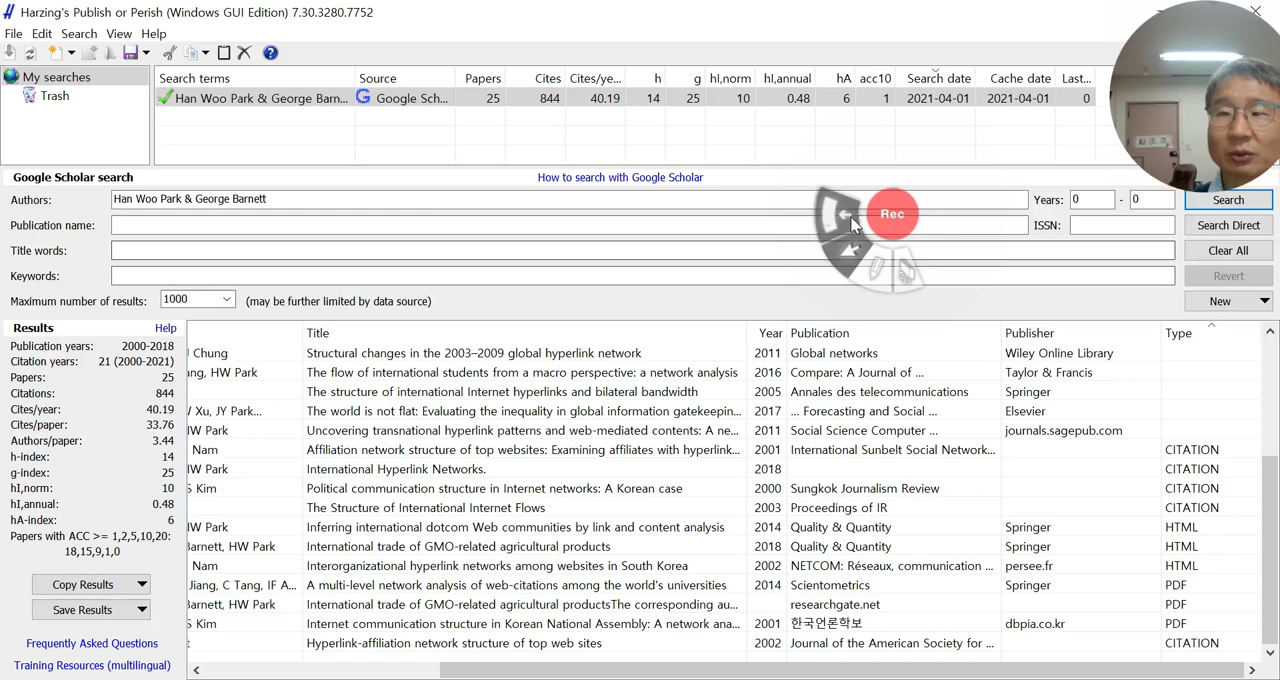 Harzing's Publish or Perish (Windows GUI Edition) 7.30.3280.7752
File Edit Search View Help
My searches
Trash
Search terms Source Papers Cites Cites/ye... h g hI,norm hI,annual hA acc10 Search date Cache date Last...
Han Woo Park & George Barn... Google Sch... 25 844 40.19 14 25 10 0.48 6 1 2021-04-01 2021-04-01 0
Google Scholar search How to search with Google Scholar
Authors: Han Woo Park & George Barnett Years: 0 - 0 Search
Publication name: ISSN: Search Direct
Title words: Clear All
Keywords: Revert
Maximum number of results: 1000 (may be further limited by data source) New
Rec
Results Help
Publication years: 2000-2018
Citation years: 21 (2000-2021)
Papers: 25
Citations: 844
Cites/year: 40.19
Cites/paper: 33.76
Authors/paper: 3.44
h-index: 14
g-index: 25
hI,norm: 10
hI,annual: 0.48
hA-index: 6
Papers with ACC >= 1,2,5,10,20:
18,15,9,1,0
Copy Results
Save Results
Frequently Asked Questions
Training Resources (multilingual)
Title Year Publication Publisher Type
Chung Structural changes in the 2003–2009 global hyperlink network 2011 Global networks Wiley Online Library
ng, HW Park The flow of international students from a macro perspective: a network analysis 2016 Compare: A Journal of ... Taylor & Francis
The structure of international Internet hyperlinks and bilateral bandwidth 2005 Annales des telecommunications Springer
Xu, JY Park... The world is not flat: Evaluating the inequality in global information gatekeepin... 2017 ... Forecasting and Social ... Elsevier
W Park Uncovering transnational hyperlink patterns and web-mediated contents: A ne... 2011 Social Science Computer ... journals.sagepub.com
Nam Affiliation network structure of top websites: Examining affiliates with hyperlink... 2001 International Sunbelt Social Network... CITATION
W Park International Hyperlink Networks. 2018 CITATION
S Kim Political communication structure in Internet networks: A Korean case 2000 Sungkok Journalism Review CITATION
The Structure of International Internet Flows 2003 Proceedings of IR CITATION
W Park Inferring international dotcom Web communities by link and content analysis 2014 Quality & Quantity Springer HTML
arnett, HW Park International trade of GMO-related agricultural products 2018 Quality & Quantity Springer HTML
Nam Interorganizational hyperlink networks among websites in South Korea 2002 NETCOM: Réseaux, communication ... persee.fr HTML
Jiang, C Tang, IF A... A multi-level network analysis of web-citations among the world's universities 2014 Scientometrics Springer PDF
arnett, HW Park International trade of GMO-related agricultural productsThe corresponding au... researchgate.net PDF
S Kim Internet communication structure in Korean National Assembly: A network ana... 2001 한국언론학보 dbpia.co.kr PDF
Hyperlink-affiliation network structure of top web sites 2002 Journal of the American Society for ... CITATION